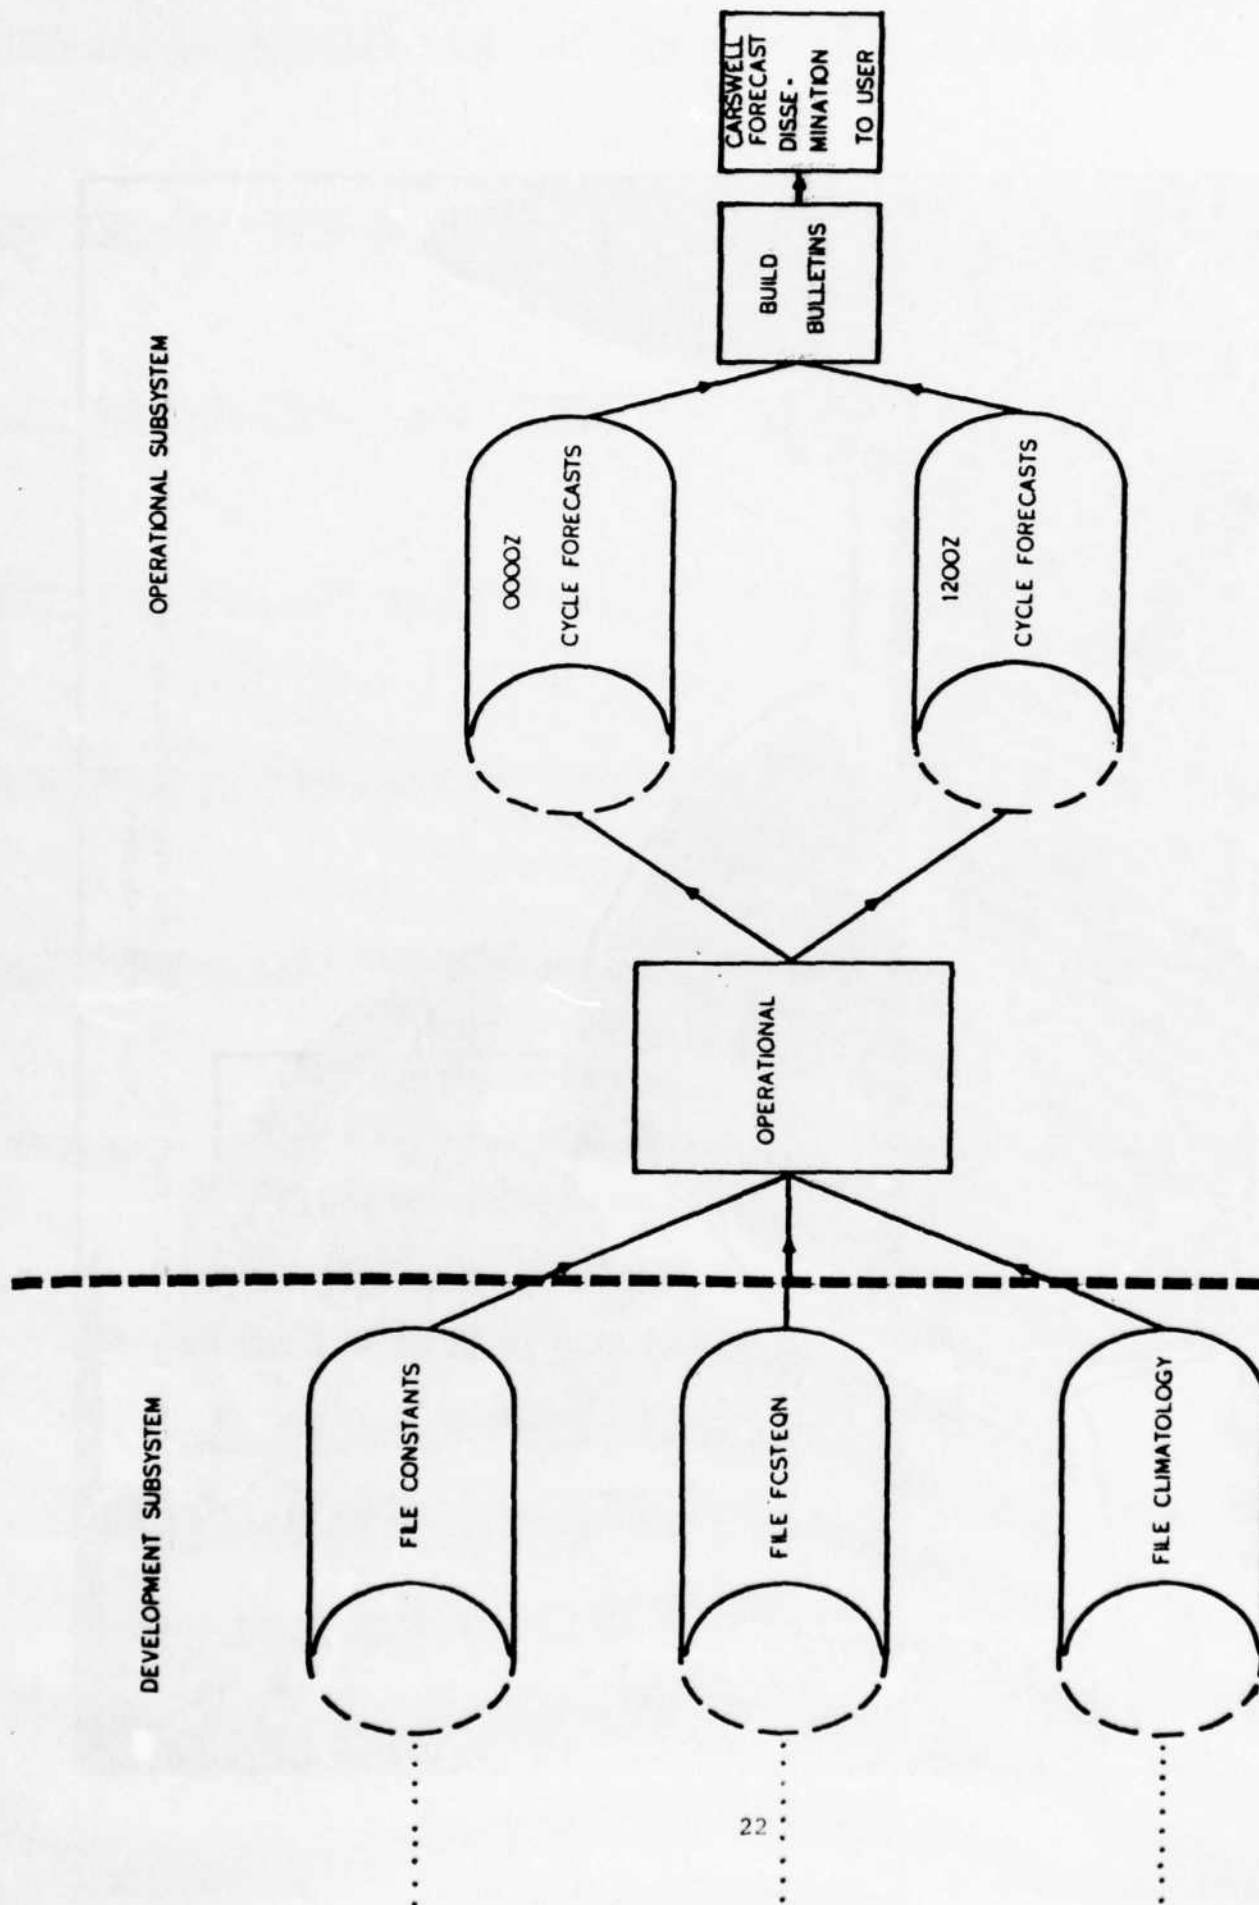 DEVELOPMENT SUBSYSTEM
OPERATIONAL SUBSYSTEM
FILE CONSTANTS
FILE FCSTEQN
FILE CLIMATOLOGY
OPERATIONAL
0000Z
CYCLE FORECASTS
1200Z
CYCLE FORECASTS
BUILD
BULLETINS
CARSWELL
FORECAST
DISSE-
MINATION
TO USER
22